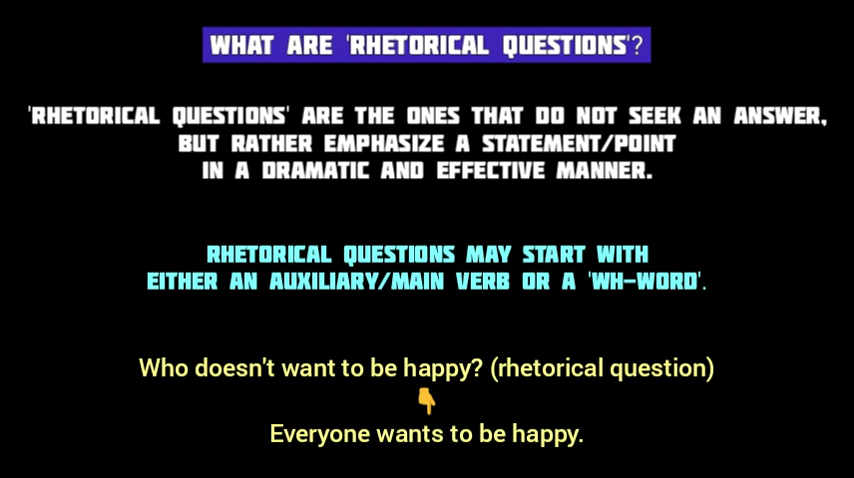 WHAT ARE 'RHETORICAL QUESTIONS'?
'RHETORICAL QUESTIONS' ARE THE ONES THAT DO NOT SEEK AN ANSWER,
BUT RATHER EMPHASIZE A STATEMENT/POINT
IN A DRAMATIC AND EFFECTIVE MANNER.
RHETORICAL QUESTIONS MAY START WITH
EITHER AN AUXILIARY/MAIN VERB OR A 'WH-WORD'.
Who doesn't want to be happy? (rhetorical question)
👇
Everyone wants to be happy.